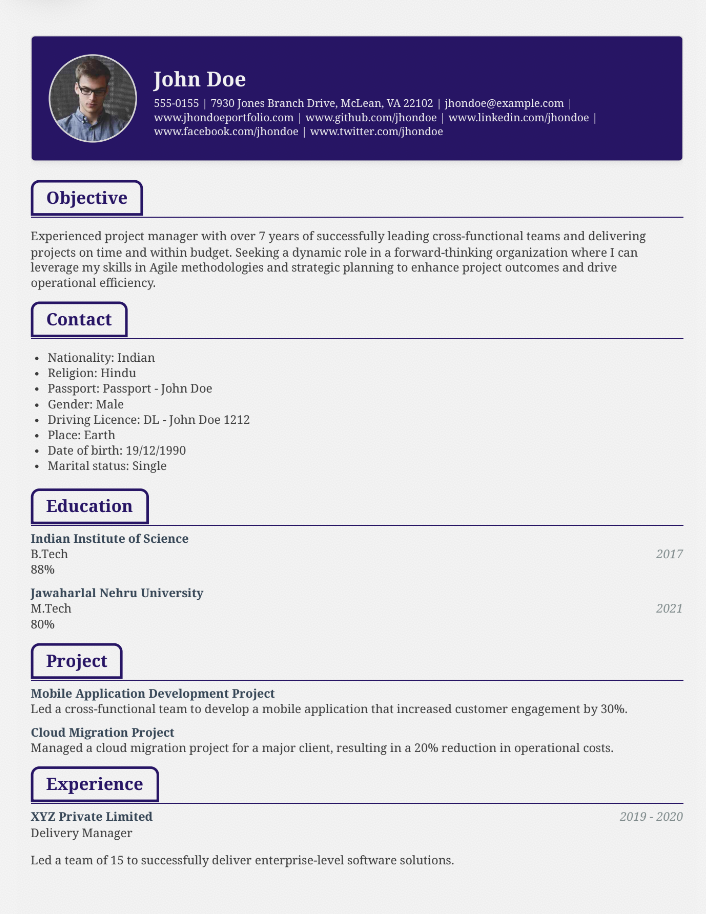 John Doe
555-0155 | 7930 Jones Branch Drive, McLean, VA 22102 | jhondoe@example.com |
www.jhondoeportfolio.com | www.github.com/jhondoe | www.linkedin.com/jhondoe |
www.facebook.com/jhondoe | www.twitter.com/jhondoe
Objective
Experienced project manager with over 7 years of successfully leading cross-functional teams and delivering
projects on time and within budget. Seeking a dynamic role in a forward-thinking organization where I can
leverage my skills in Agile methodologies and strategic planning to enhance project outcomes and drive
operational efficiency.
Contact
• Nationality: Indian
• Religion: Hindu
• Passport: Passport - John Doe
• Gender: Male
• Driving Licence: DL - John Doe 1212
• Place: Earth
• Date of birth: 19/12/1990
• Marital status: Single
Education
Indian Institute of Science
B.Tech 2017
88%
Jawaharlal Nehru University
M.Tech 2021
80%
Project
Mobile Application Development Project
Led a cross-functional team to develop a mobile application that increased customer engagement by 30%.
Cloud Migration Project
Managed a cloud migration project for a major client, resulting in a 20% reduction in operational costs.
Experience
XYZ Private Limited 2019 - 2020
Delivery Manager
Led a team of 15 to successfully deliver enterprise-level software solutions.